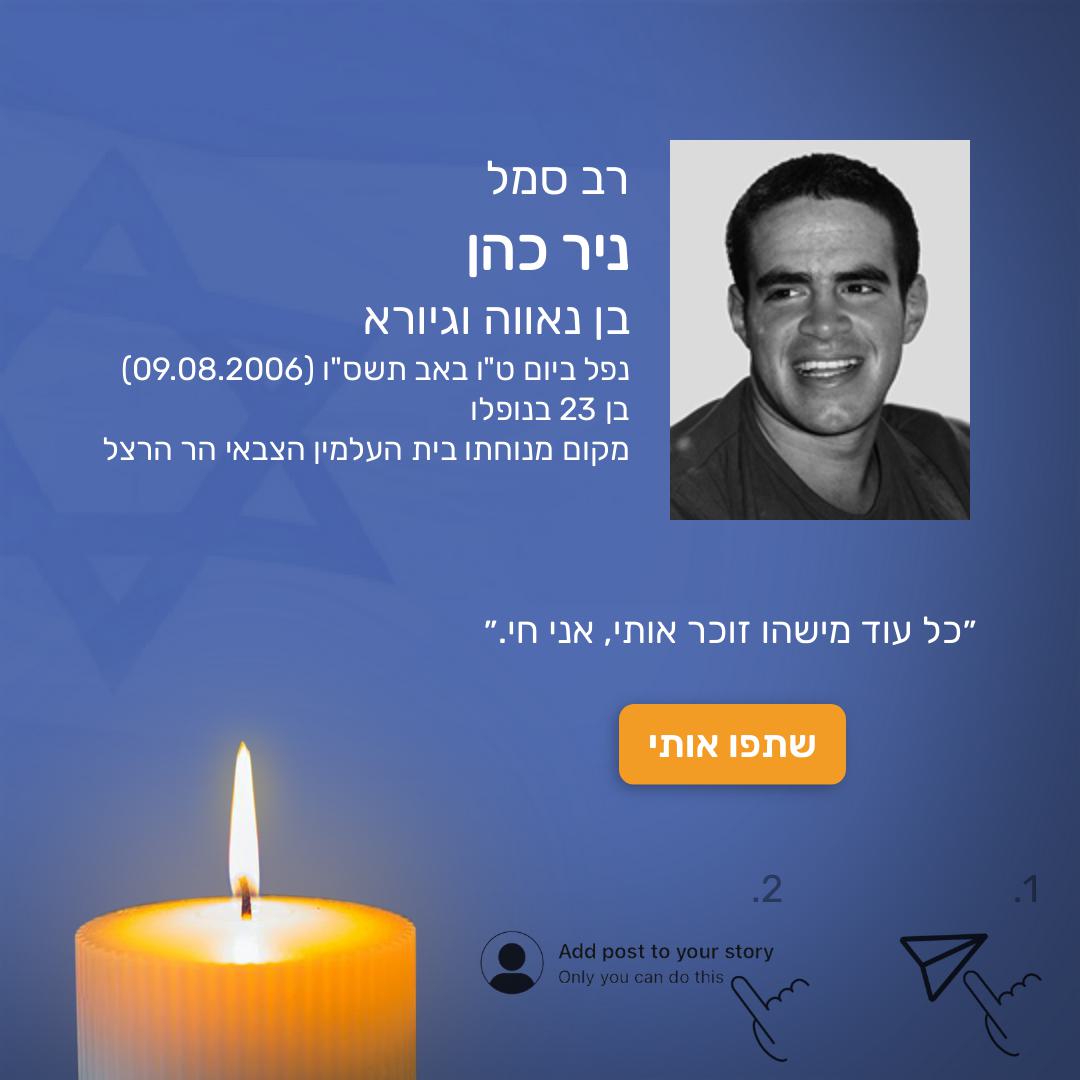 רב סמל
ניר כהן
בן נאווה וגיורא
נפל ביום ט"ו באב תשס"ו (09.08.2006)
בן 23 בנופלו
מקום מנוחתו בית העלמין הצבאי הר הרצל
״כל עוד מישהו זוכר אותי, אני חי.״
שתפו אותי
1.
2.
Add post to your story
Only you can do this